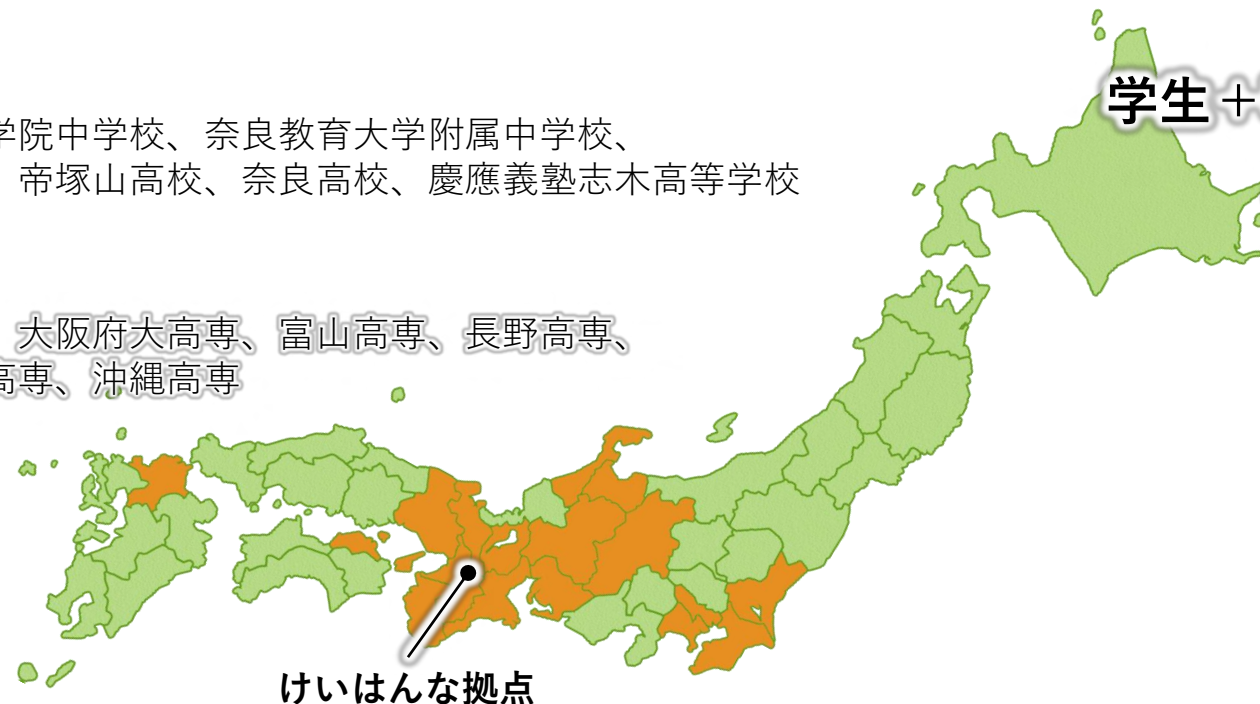 学生＋
学院中学校、奈良教育大学附属中学校、
帝塚山高校、奈良高校、慶應義塾志木高等学校
大阪府大高専、富山高専、長野高専、
高専、沖縄高専
けいはんな拠点